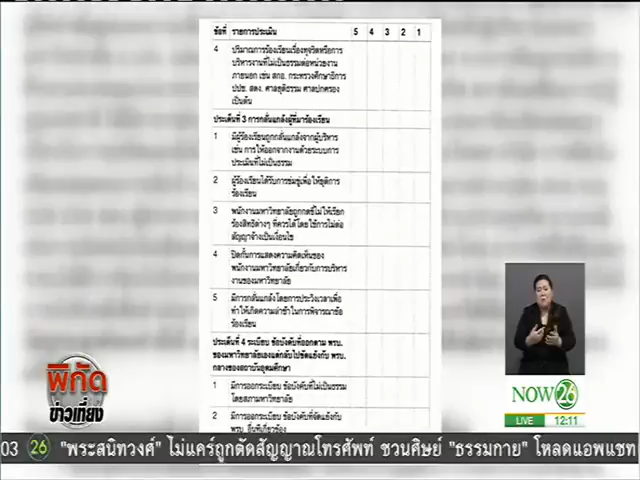 ข้อที่ รายการประเมิน 5 4 3 2 1
4 ปริมาณการร้องเรียนเรื่องทุจริตหรือการ
บริหารงานที่ไม่เป็นธรรมต่อหน่วยงาน
ภายนอก เช่น สกอ. กระทรวงศึกษาธิการ
ปปช. สตง. ศาลยุติธรรม ศาลปกครอง
เป็นต้น
ประเด็นที่ 3 การกลั่นแกล้งผู้ที่มาร้องเรียน
1 มีผู้ร้องเรียนถูกกลั่นแกล้งจากผู้บริหาร
เช่น การให้ออกจากงานด้วยระบบการ
ประเมินที่ไม่เป็นธรรม
2 ผู้ร้องเรียนได้รับการข่มขู่เพื่อให้ยุติการ
ร้องเรียน
3 พนักงานมหาวิทยาลัยถูกกดขี่ไม่ให้เรียก
ร้องสิทธิต่างๆ ที่ควรได้โดยใช้การไม่ต่อ
สัญญาจ้างเป็นเงื่อนไข
4 ปิดกั้นการแสดงความคิดเห็นของ
พนักงานมหาวิทยาลัยเกี่ยวกับการบริหาร
งานของมหาวิทยาลัย
5 มีการกลั่นแกล้งโดยการประวิงเวลาเพื่อ
ทำให้เกิดความล่าช้าในการพิจารณาข้อ
ร้องเรียน
ประเด็นที่ 4 ระเบียบ ข้อบังคับที่ออกตาม พรบ.
ของมหาวิทยาลัยเองแต่กลับไปขัดแย้งกับ พรบ.
กลางของสถาบันอุดมศึกษา
1 มีการออกระเบียบ ข้อบังคับที่ไม่เป็นธรรม
โดยสภามหาวิทยาลัย
2 มีการออกระเบียบ ข้อบังคับที่ขัดแย้งกับ
พรบ. อื่นที่เกี่ยวข้อง
พิกัด
ข่าวเที่ยง
NOW26
LIVE 12:11
03 26 "พระสนิทวงศ์" ไม่แคร์ถูกตัดสัญญาณโทรศัพท์ ชวนศิษย์ "ธรรมกาย" โหลดแอพแชท